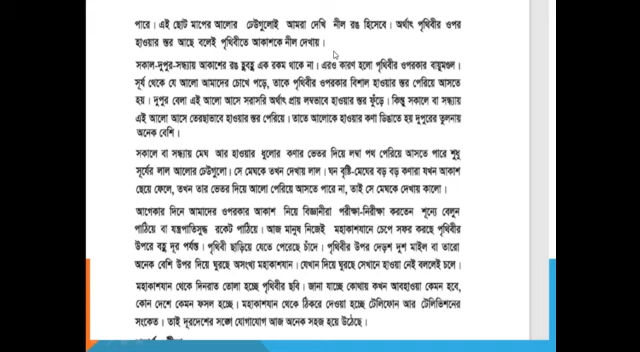 পারে। এই ছোট মাপের আলোর ঢেউগুলোই আমরা দেখি নীল রঙ হিসেবে। অর্থাৎ পৃথিবীর ওপর
হাওয়ার স্তর আছে বলেই পৃথিবীতে আকাশকে নীল দেখায়।
সকাল-দুপুর-সন্ধ্যায় আকাশের রঙ হুবহু এক রকম থাকে না। এরও কারণ হলো পৃথিবীর ওপরকার বায়ুমণ্ডল।
সূর্য থেকে যে আলো আমাদের চোখে পড়ে, তাকে পৃথিবীর ওপরকার বিশাল হাওয়ার স্তর পেরিয়ে আসতে
হয়। দুপুর বেলা এই আলো আসে সরাসরি অর্থাৎ প্রায় লম্বভাবে হাওয়ার স্তর ফুঁড়ে। কিন্তু সকালে বা সন্ধ্যায়
এই আলো আসে তেরছাভাবে হাওয়ার স্তর পেরিয়ে। তাতে আলোকে হাওয়ার কণা ডিঙাতে হয় দুপুরের তুলনায়
অনেক বেশি।
সকালে বা সন্ধ্যায় মেঘ আর হাওয়ার ধুলোর কণার ভেতর দিয়ে লম্বা পথ পেরিয়ে আসতে পারে শুধু
সূর্যের লাল আলোর ঢেউগুলো। সে মেঘকে তখন দেখায় লাল। ঘন বৃষ্টি-মেঘের বড় বড় কণারা যখন আকাশ
ছেয়ে ফেলে, তখন তার ভেতর দিয়ে আলো পেরিয়ে আসতে পারে না, তাই সে মেঘকে দেখায় কালো।
আগেকার দিনে আমাদের ওপরকার আকাশ নিয়ে বিজ্ঞানীরা পরীক্ষা-নিরীক্ষা করতেন শূন্যে বেলুন
পাঠিয়ে বা যন্ত্রপাতিসুদ্ধ রকেট পাঠিয়ে। আজ মানুষ নিজেই মহাকাশযানে চেপে সফর করছে পৃথিবীর
উপরে বহু দূর পর্যন্ত। পৃথিবী ছাড়িয়ে যেতে পেরেছে চাঁদে। পৃথিবীর উপর দেড়শ দুশ মাইল বা তারো
অনেক বেশি উপর দিয়ে ঘুরছে অসংখ্য মহাকাশযান। যেখান দিয়ে ঘুরছে সেখানে হাওয়া নেই বললেই চলে।
মহাকাশযান থেকে দিনরাত তোলা হচ্ছে পৃথিবীর ছবি। জানা যাচ্ছে কোথায় কখন আবহাওয়া কেমন হবে,
কোন দেশে কেমন ফসল হচ্ছে। মহাকাশযান থেকে ঠিকরে দেওয়া হচ্ছে টেলিফোন আর টেলিভিশনের
সংকেত। তাই দূরদেশের সঙ্গে যোগাযোগ আজ অনেক সহজ হয়ে উঠেছে।